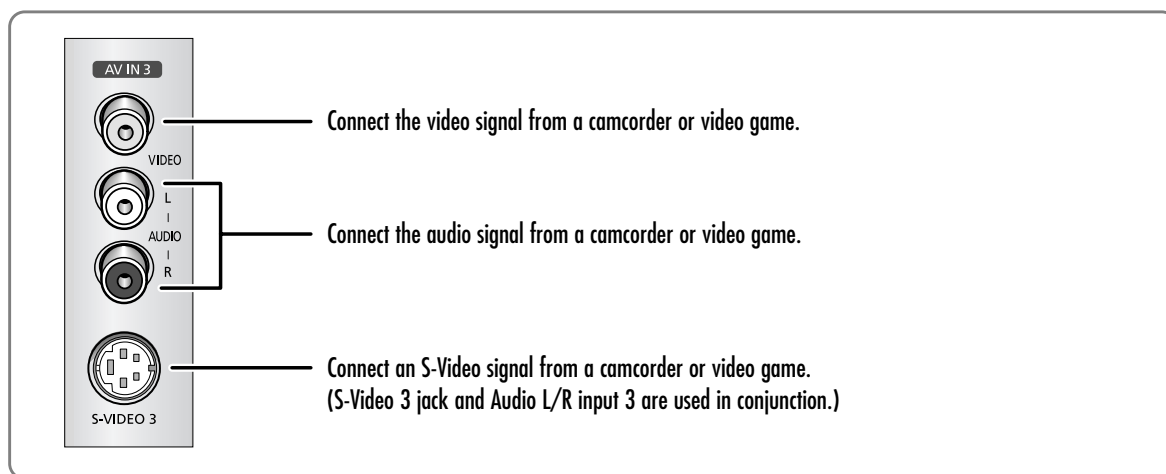 AV IN 3
Connect the video signal from a camcorder or video game.
VIDEO
L
AUDIO
R
Connect the audio signal from a camcorder or video game.
Connect an S-Video signal from a camcorder or video game.
(S-Video 3 jack and Audio L/R input 3 are used in conjunction.)
S-VIDEO 3